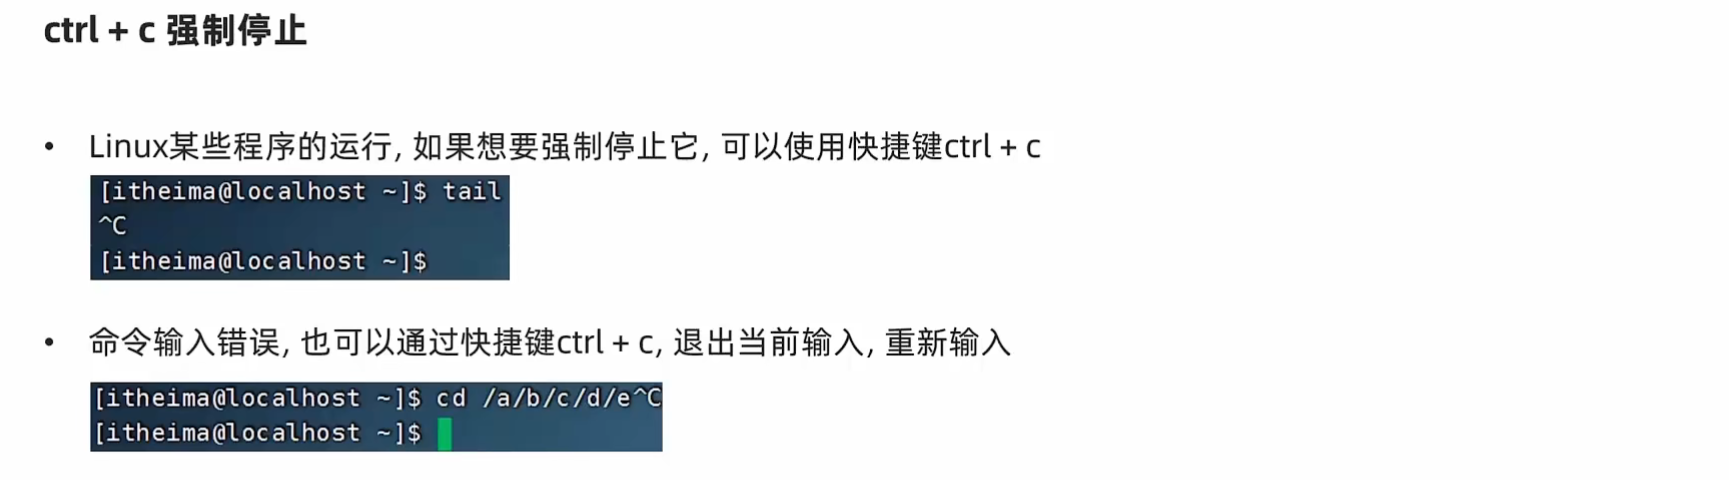 ctrl + c 强制停止
• Linux某些程序的运行, 如果想要强制停止它, 可以使用快捷键ctrl + c
[itheima@localhost ~]$ tail
^C
[itheima@localhost ~]$
• 命令输入错误, 也可以通过快捷键ctrl + c, 退出当前输入, 重新输入
[itheima@localhost ~]$ cd /a/b/c/d/e^C
[itheima@localhost ~]$